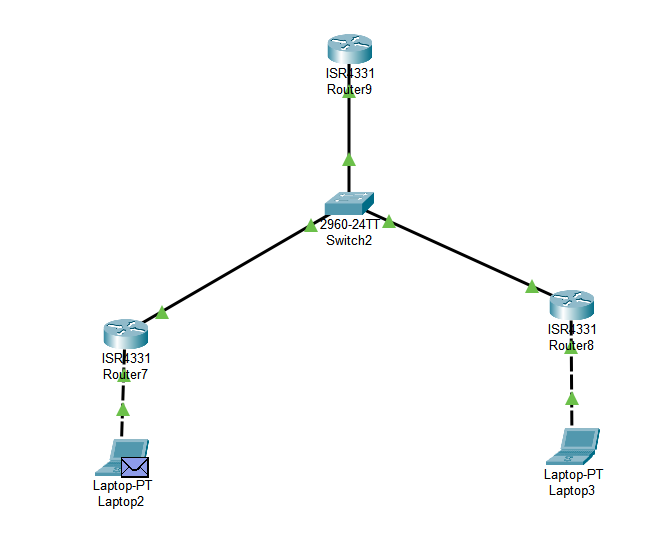 ISR4331
Router9
2960-24TT
Switch2
ISR4331
Router7
ISR4331
Router8
Laptop-PT
Laptop2
Laptop-PT
Laptop3